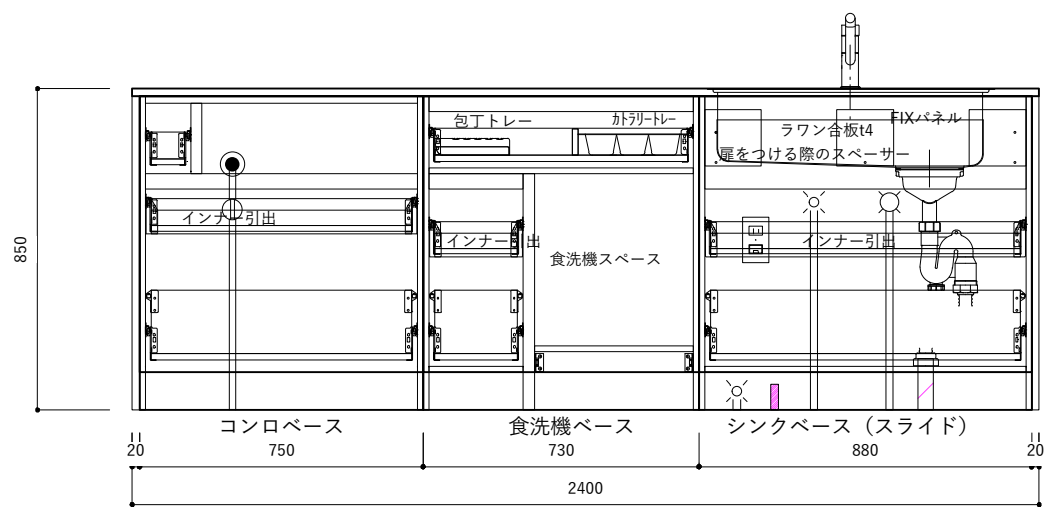 包丁トレー
カトラリートレー
FIXパネル
ラワン合板t4
扉をつける際のスペーサー
インナー引出
インナー引出
インナー引出
食洗機スペース
850
コンロベース
食洗機ベース
シンクベース（スライド）
20
750
730
880
20
2400